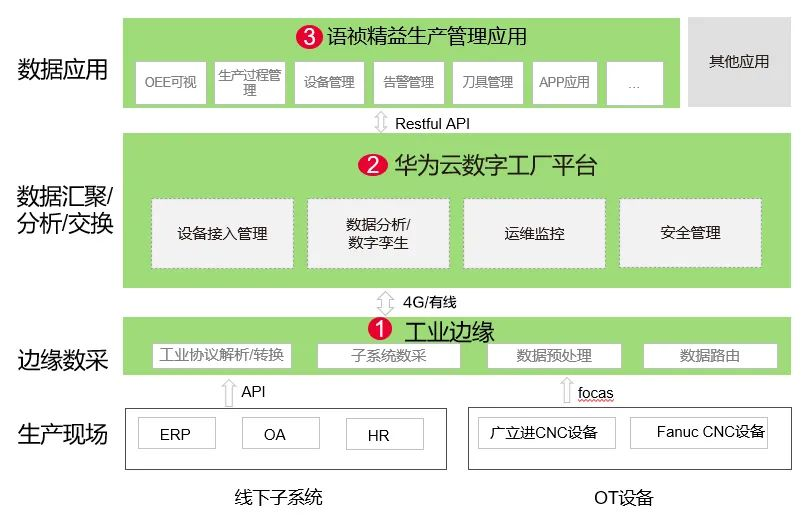 数据应用
3 语祯精益生产管理应用
OEE可视
生产过程管
理
设备管理
告警管理
刀具管理
APP应用
...
其他应用
Restful API
数据汇聚/
分析/交换
2 华为云数字工厂平台
设备接入管理
数据分析/
数字孪生
运维监控
安全管理
4G/有线
边缘数采
1 工业边缘
工业协议解析/转换
子系统数采
数据预处理
数据路由
API
focas
生产现场
ERP
OA
HR
广立进CNC设备
Fanuc CNC设备
线下子系统
OT设备